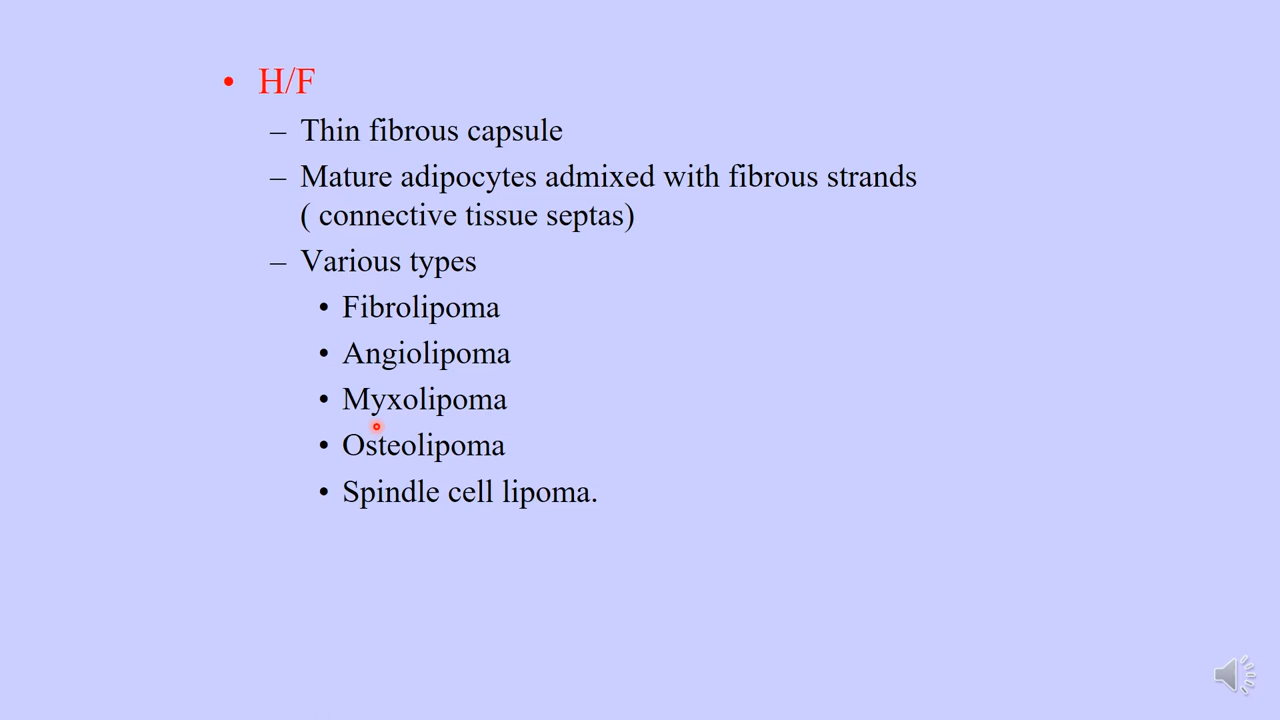 • H/F
– Thin fibrous capsule
– Mature adipocytes admixed with fibrous strands
( connective tissue septas)
– Various types
• Fibrolipoma
• Angiolipoma
• Myxolipoma
• Osteolipoma
• Spindle cell lipoma.